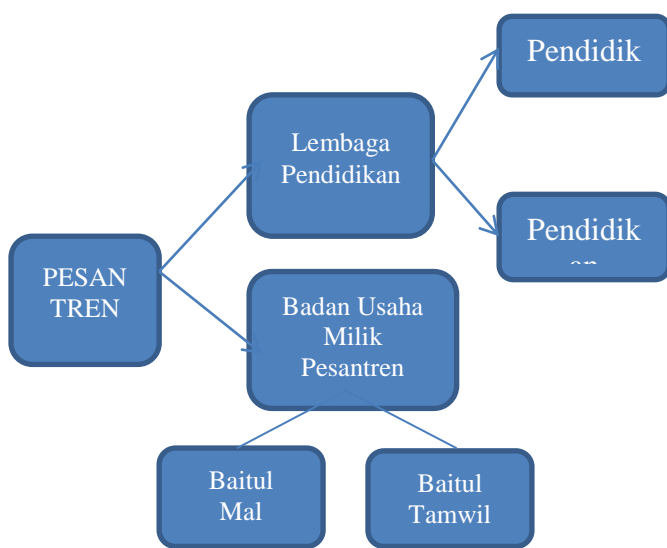 Pendidik
Lembaga
Pendidikan
Pendidik
PESAN
TREN
Badan Usaha
Milik
Pesantren
Baitul
Mal
Baitul
Tamwil